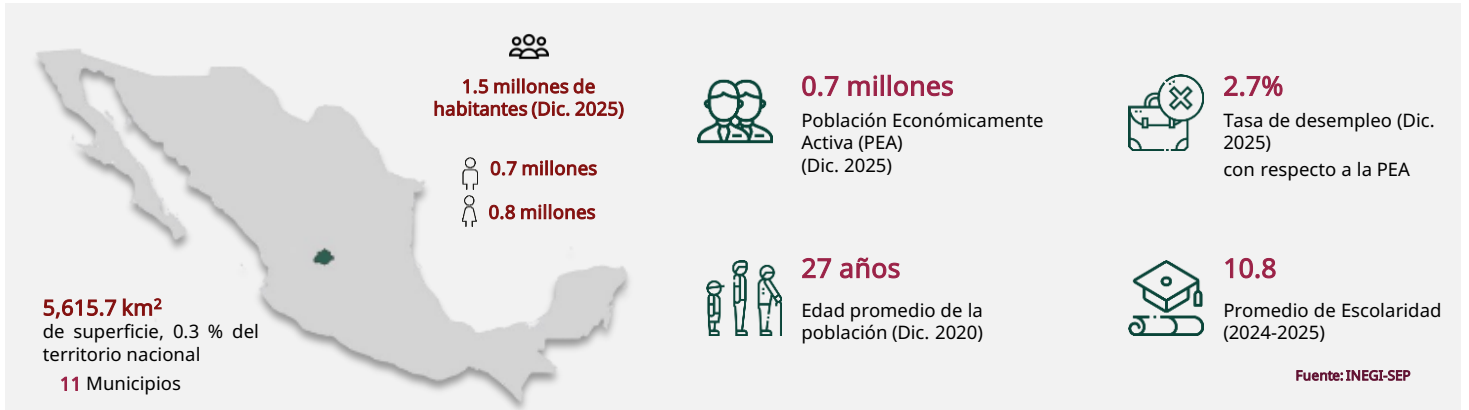 1.5 millones de
habitantes (Dic. 2025)
0.7 millones
0.8 millones
5,615.7 km²
de superficie, 0.3 % del
territorio nacional
11 Municipios
0.7 millones
Población Económicamente
Activa (PEA)
(Dic. 2025)
2.7%
Tasa de desempleo (Dic.
2025)
con respecto a la PEA
27 años
Edad promedio de la
población (Dic. 2020)
10.8
Promedio de Escolaridad
(2024-2025)
Fuente: INEGI-SEP